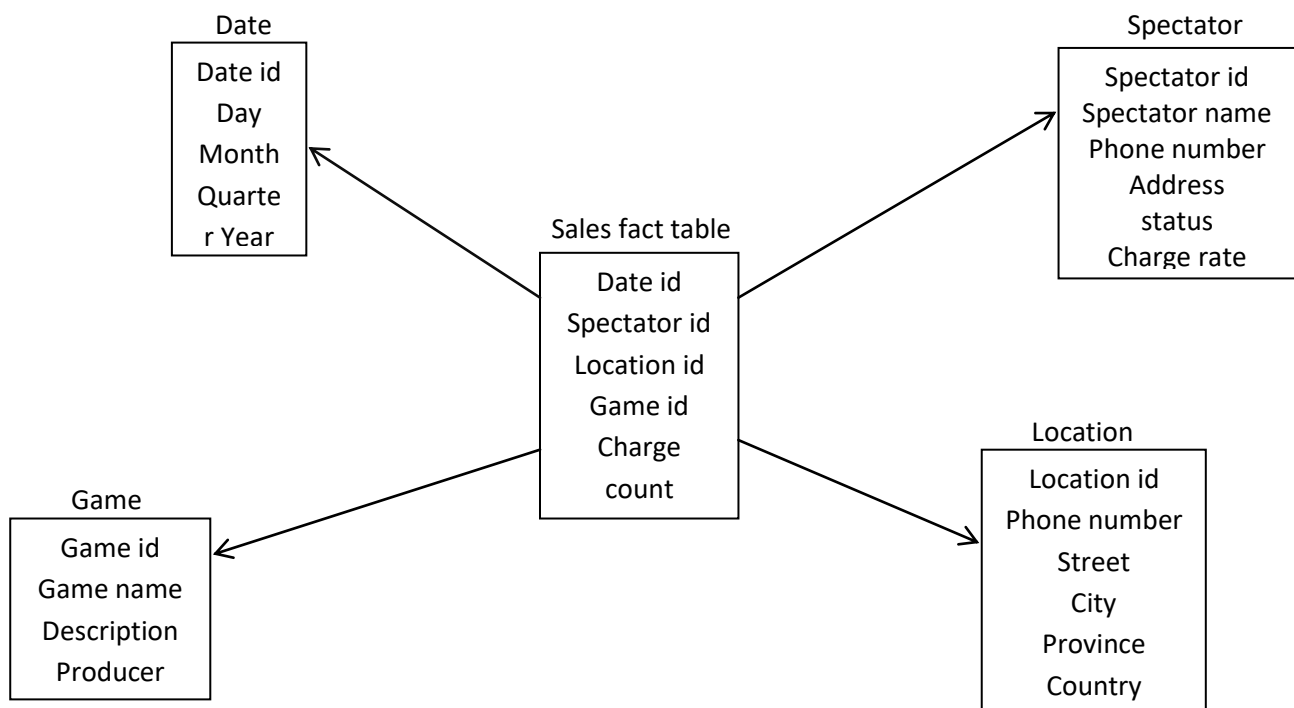 Date
Date id
Day
Month
Quarte
r Year
Spectator
Spectator id
Spectator name
Phone number
Address
status
Charge rate
Sales fact table
Date id
Spectator id
Location id
Game id
Charge
count
Game
Game id
Game name
Description
Producer
Location
Location id
Phone number
Street
City
Province
Country